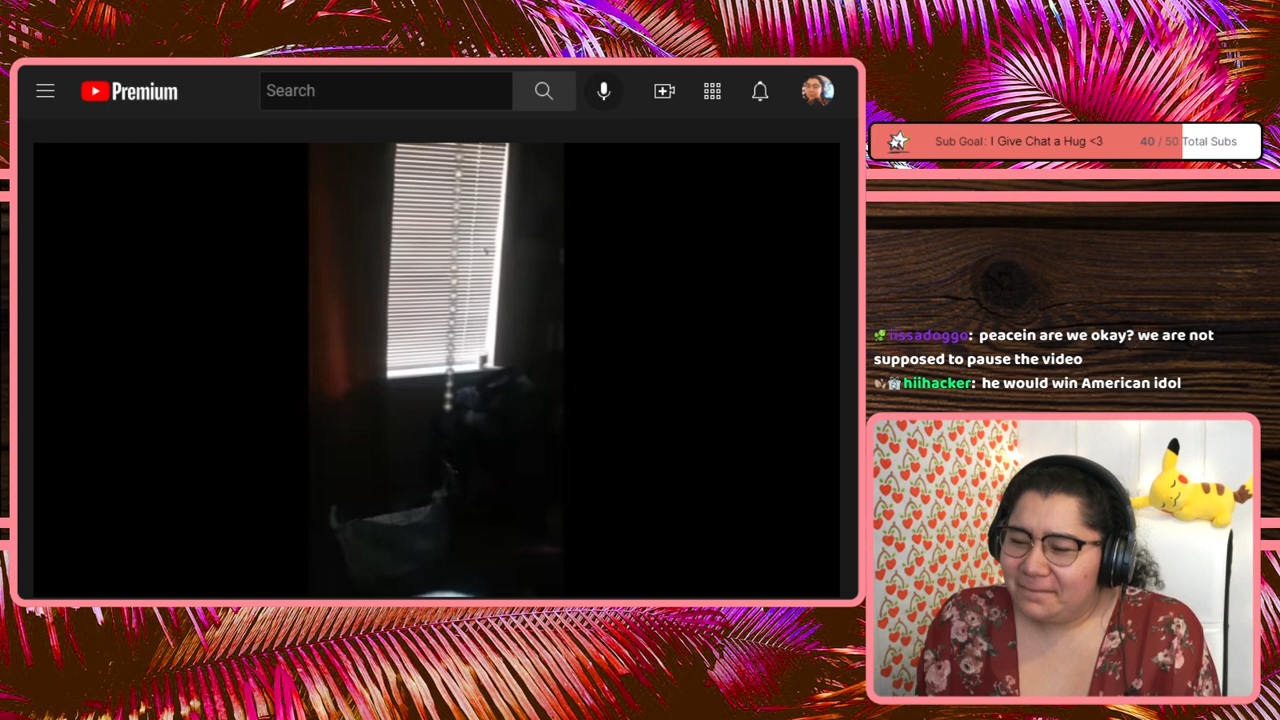 Premium
Search
Sub Goal: I Give Chat a Hug <3 40 / 50 Total Subs
iissadoggo: peacein are we okay? we are not
supposed to pause the video
hiihacker: he would win American idol